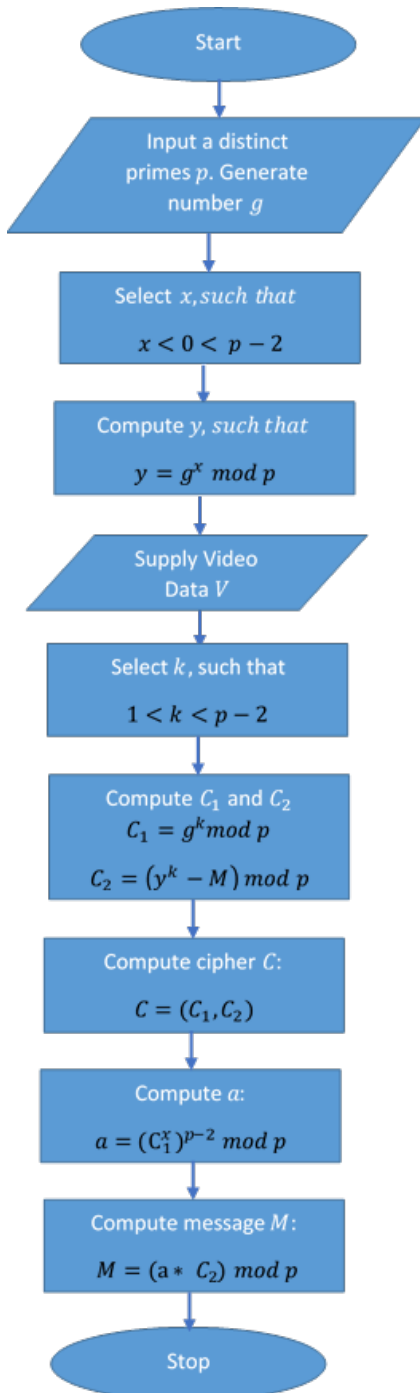 Start
Input a distinct
primes p. Generate
number g
Select x, such that
x < 0 < p − 2
Compute y, such that
y = g^x mod p
Supply Video
Data V
Select k, such that
1 < k < p − 2
Compute C₁ and C₂
C₁ = g^k mod p
C₂ = (y^k − M) mod p
Compute cipher C:
C = (C₁, C₂)
Compute a:
a = (C₁^x)^{p−2} mod p
Compute message M:
M = (a ∗ C₂) mod p
Stop